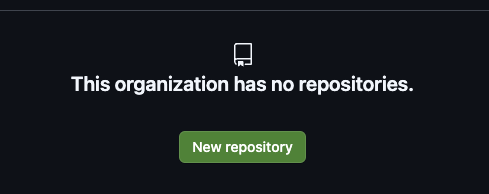 This organization has no repositories.
New repository